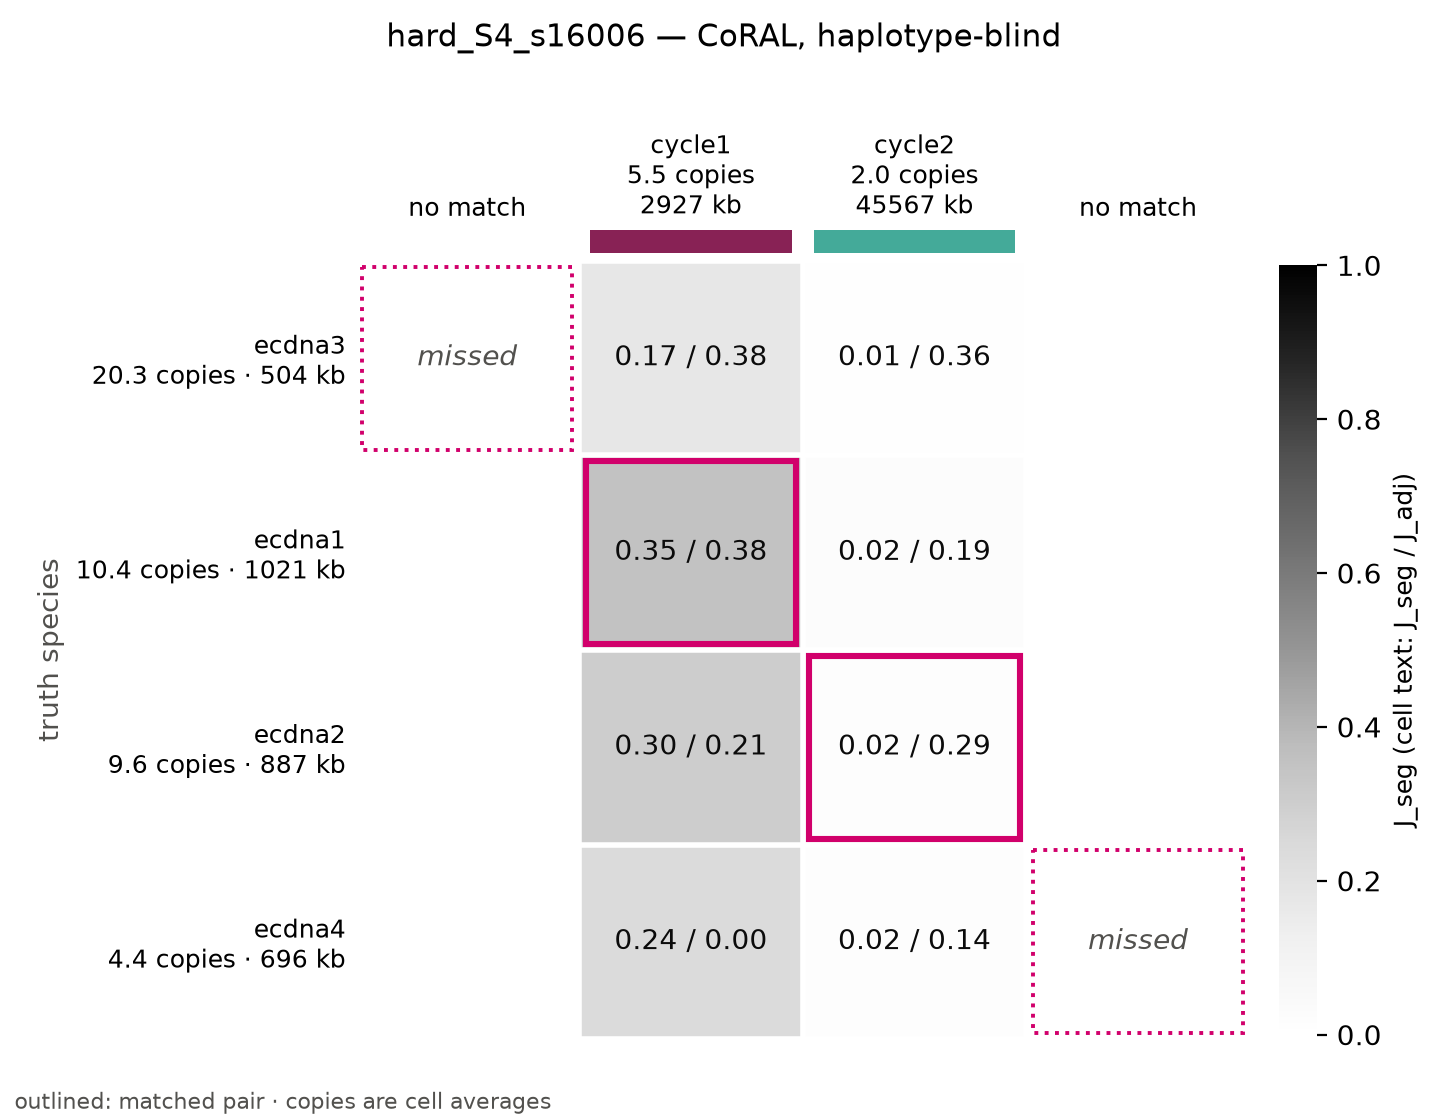 hard_S4_s16006 — CoRAL, haplotype-blind
no match
cycle1
5.5 copies
2927 kb
cycle2
2.0 copies
45567 kb
no match
truth species
ecdna3
20.3 copies · 504 kb
missed
0.17 / 0.38
0.01 / 0.36
ecdna1
10.4 copies · 1021 kb
0.35 / 0.38
0.02 / 0.19
ecdna2
9.6 copies · 887 kb
0.30 / 0.21
0.02 / 0.29
ecdna4
4.4 copies · 696 kb
0.24 / 0.00
0.02 / 0.14
missed
1.0
0.8
0.6
0.4
0.2
0.0
J_seg (cell text: J_seg / J_adj)
outlined: matched pair · copies are cell averages